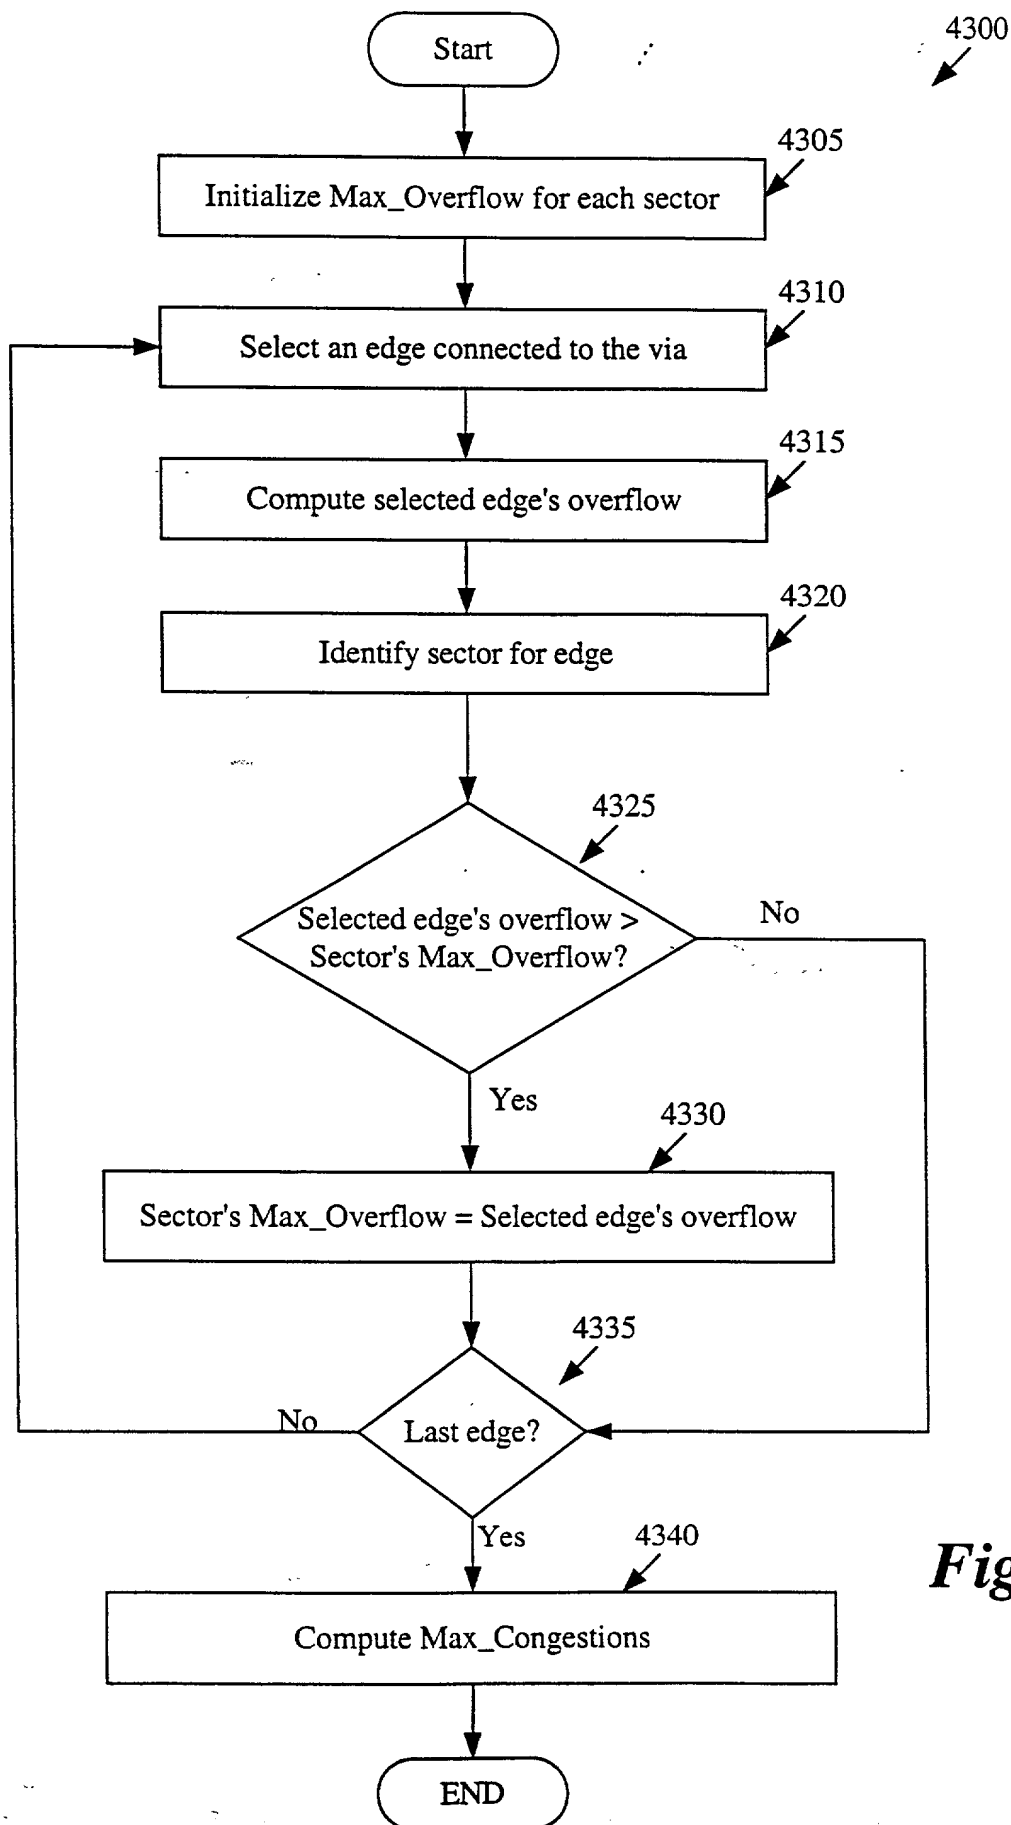 Start
4300
4305
Initialize Max_Overflow for each sector
4310
Select an edge connected to the via
4315
Compute selected edge's overflow
4320
Identify sector for edge
4325
Selected edge's overflow >
Sector's Max_Overflow?
No
Yes
4330
Sector's Max_Overflow = Selected edge's overflow
4335
Last edge?
No
Yes
4340
Compute Max_Congestions
Fig
END